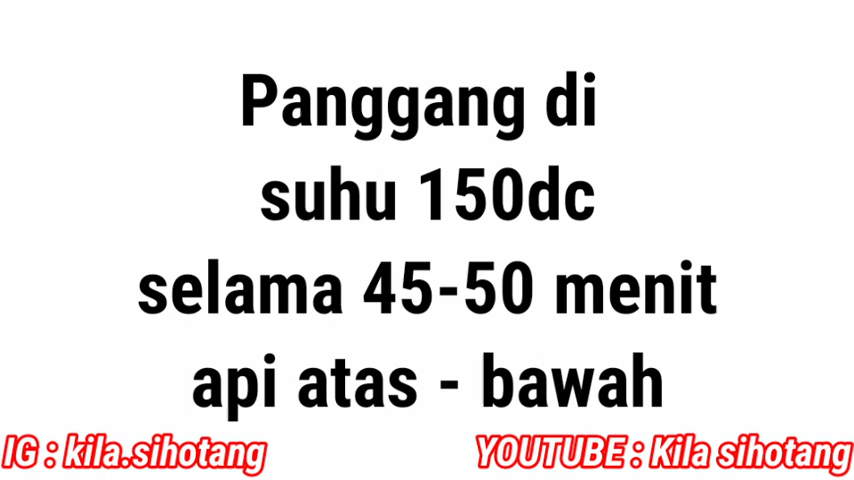 Panggang di
suhu 150dc
selama 45-50 menit
api atas - bawah
IG : kila.sihotang
YOUTUBE : Kila sihotang